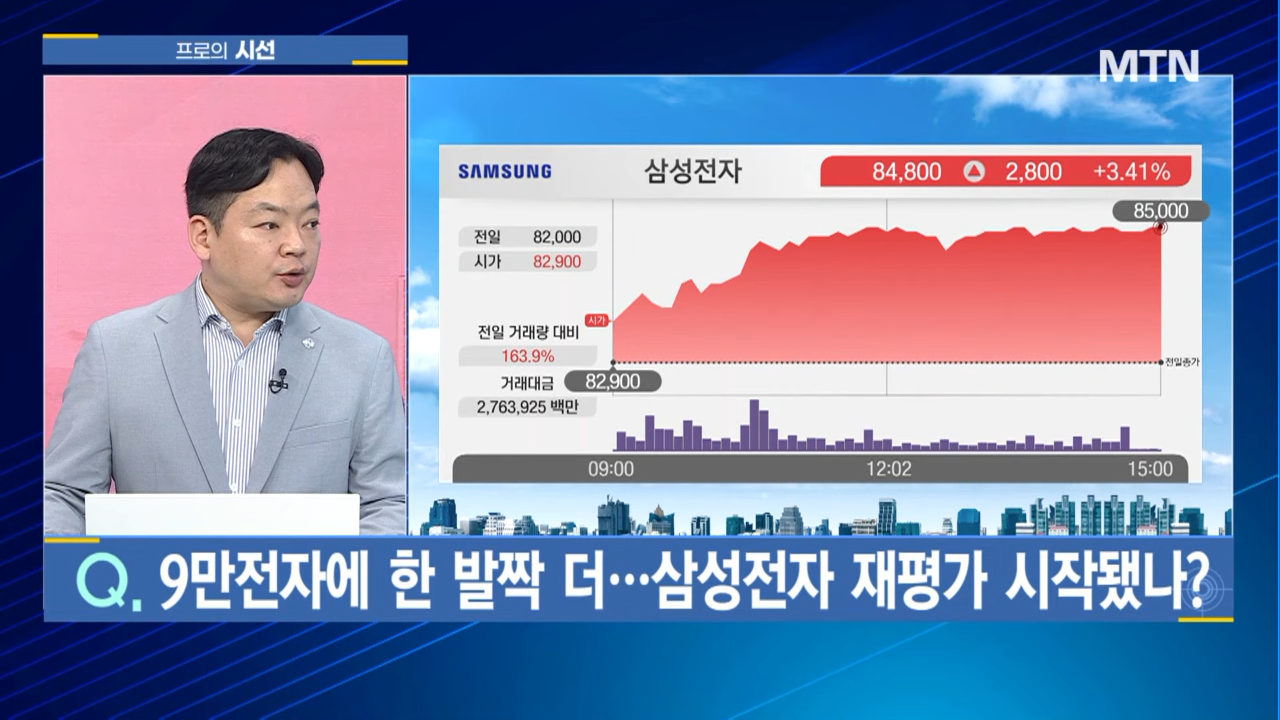 프로의 시선
MTN
SAMSUNG
삼성전자
84,800 2,800 +3.41%
85,000
전일 82,000
시가 82,900
시가
전일 거래량 대비
163.9%
전일종가
거래대금
82,900
2,763,925 백만
09:00 12:02 15:00
Q. 9만전자에 한 발짝 더…삼성전자 재평가 시작됐나?